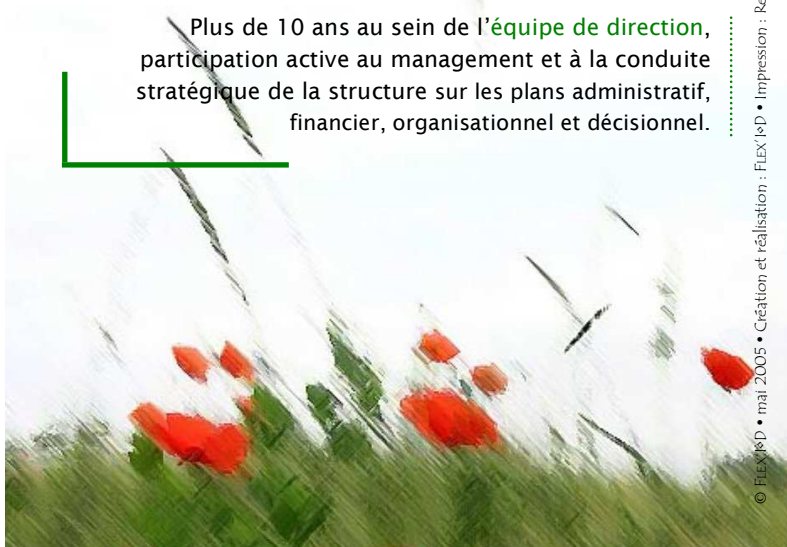 Plus de 10 ans au sein de l’équipe de direction,
participation active au management et à la conduite
stratégique de la structure sur les plans administratif,
financier, organisationnel et décisionnel.
© FLEX’I•D • mai 2005 • Création et réalisation : FLEX’I•D • Impression :